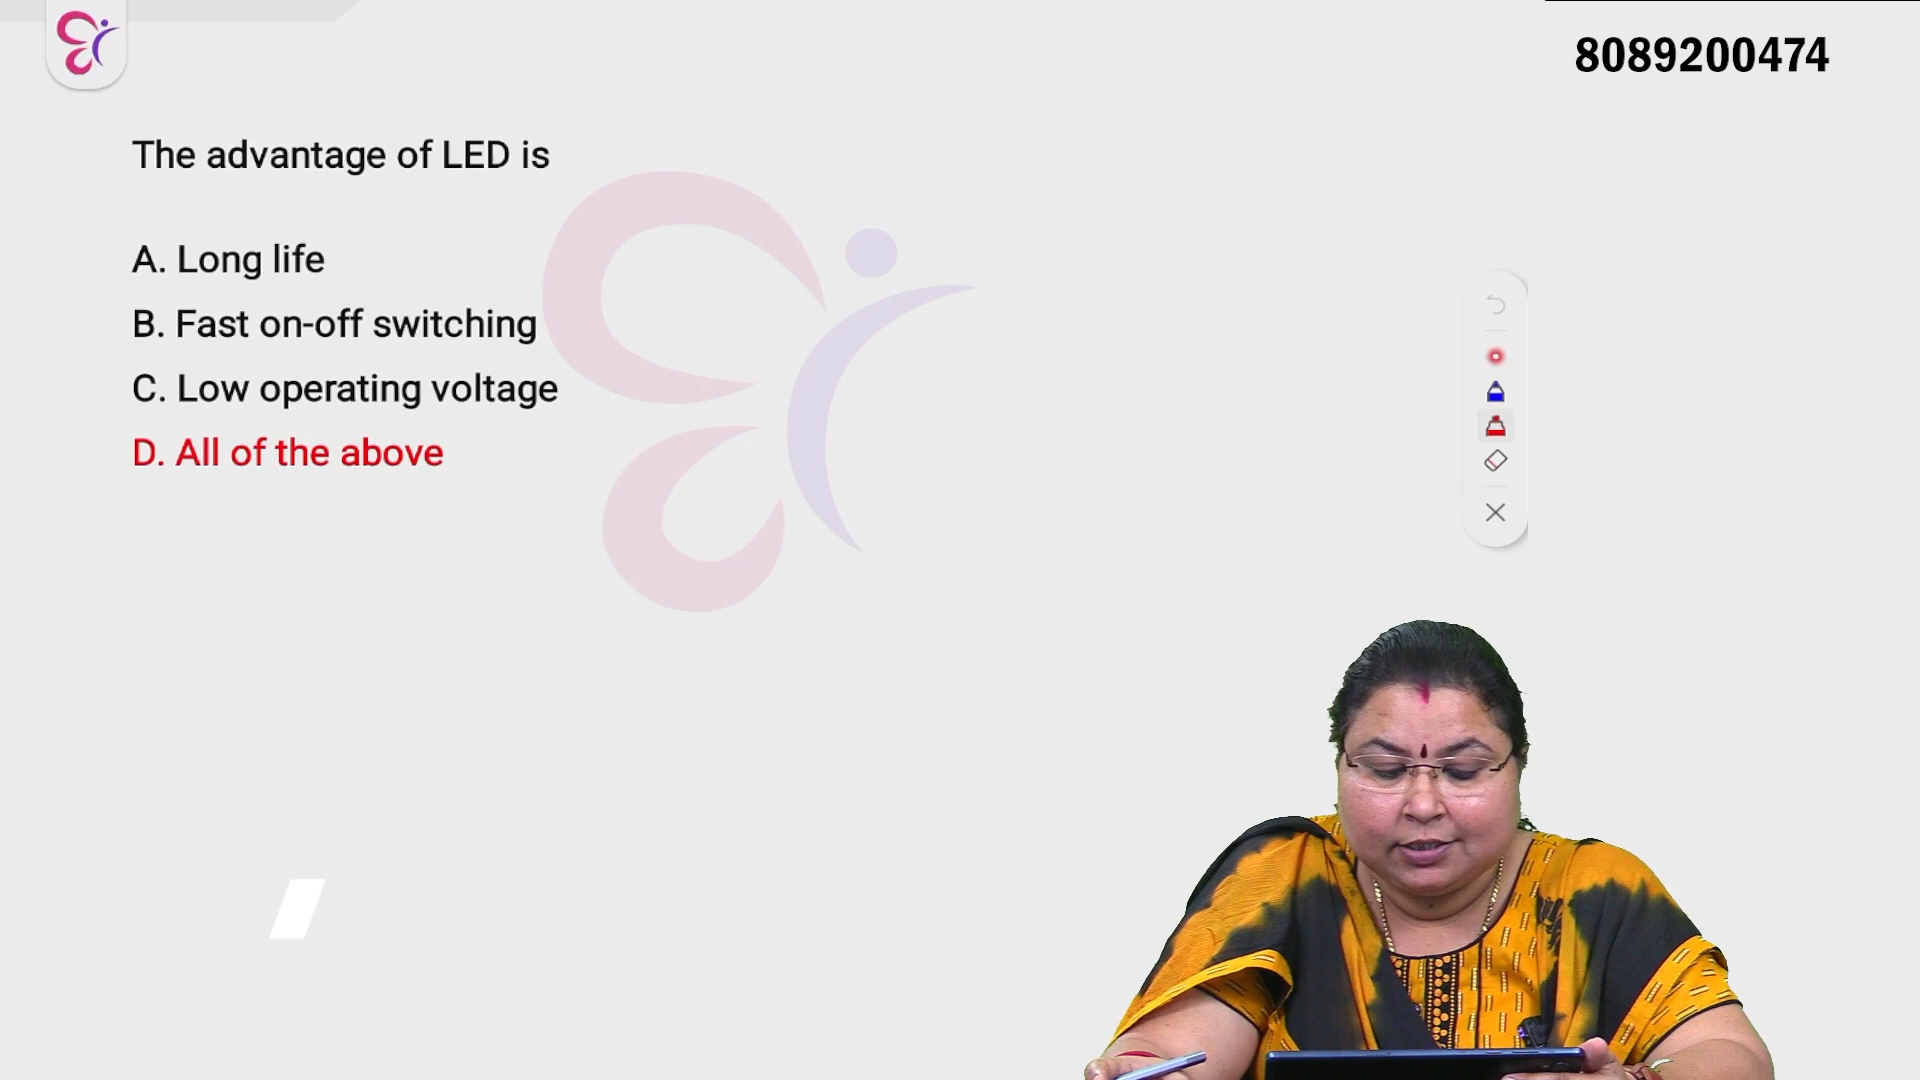 8089200474
The advantage of LED is
A. Long life
B. Fast on-off switching
C. Low operating voltage
D. All of the above